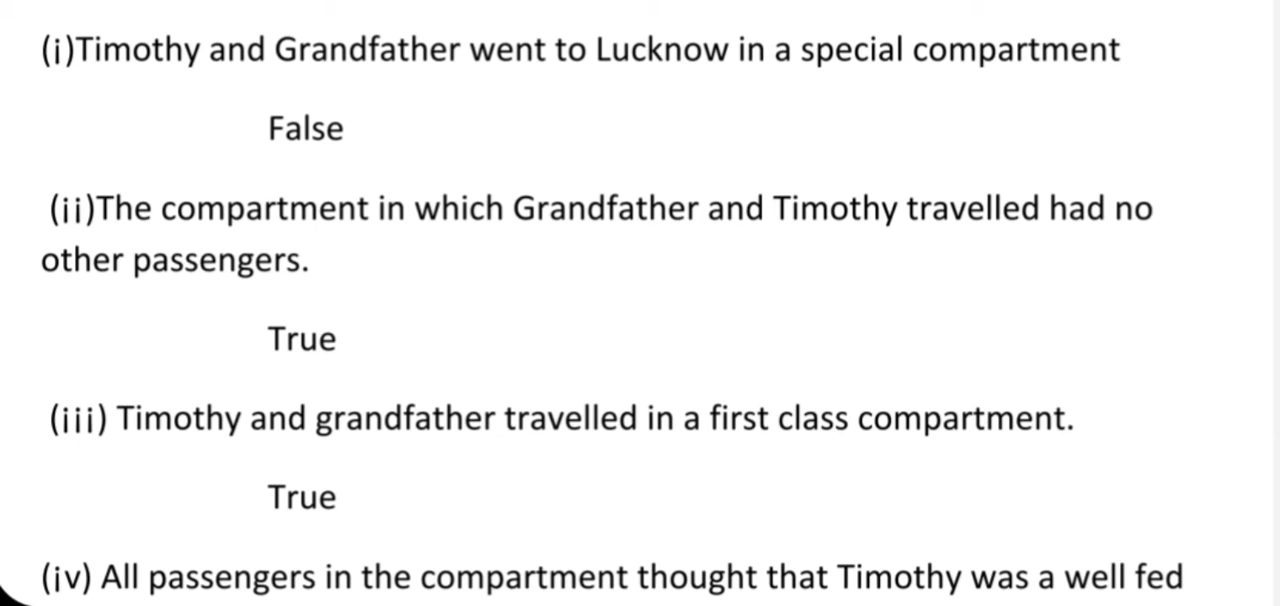 (i)Timothy and Grandfather went to Lucknow in a special compartment
False
(ii)The compartment in which Grandfather and Timothy travelled had no
other passengers.
True
(iii) Timothy and grandfather travelled in a first class compartment.
True
(iv) All passengers in the compartment thought that Timothy was a well fed